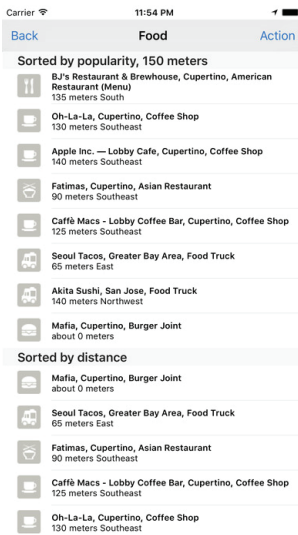 Carrier 11:54 PM
Back Food Action
Sorted by popularity, 150 meters
BJ's Restaurant & Brewhouse, Cupertino, American
Restaurant (Menu)
135 meters South
Oh-La-La, Cupertino, Coffee Shop
130 meters Southeast
Apple Inc. — Lobby Cafe, Cupertino, Coffee Shop
140 meters Southeast
Fatimas, Cupertino, Asian Restaurant
90 meters Southeast
Caffè Macs - Lobby Coffee Bar, Cupertino, Coffee Shop
125 meters Southeast
Seoul Tacos, Greater Bay Area, Food Truck
65 meters East
Akita Sushi, San Jose, Food Truck
140 meters Northwest
Mafia, Cupertino, Burger Joint
about 0 meters
Sorted by distance
Mafia, Cupertino, Burger Joint
about 0 meters
Seoul Tacos, Greater Bay Area, Food Truck
65 meters East
Fatimas, Cupertino, Asian Restaurant
90 meters Southeast
Caffè Macs - Lobby Coffee Bar, Cupertino, Coffee Shop
125 meters Southeast
Oh-La-La, Cupertino, Coffee Shop
130 meters Southeast